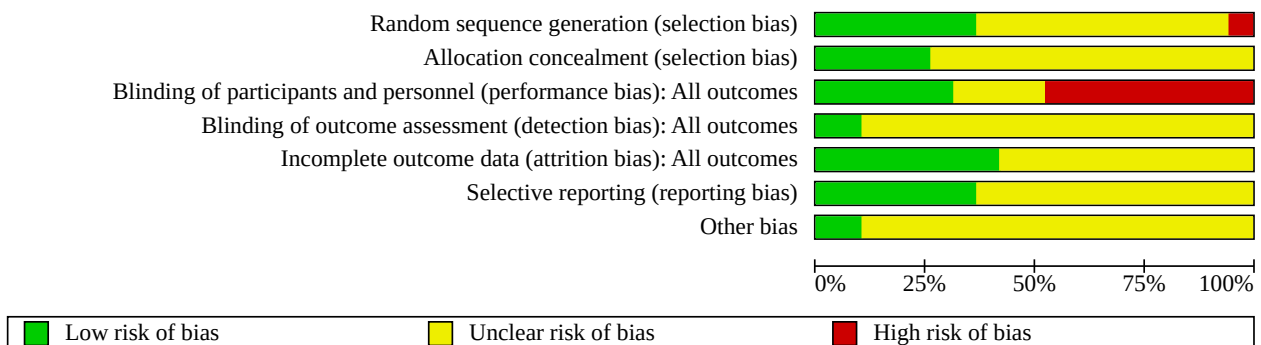 Random sequence generation (selection bias)
Allocation concealment (selection bias)
Blinding of participants and personnel (performance bias): All outcomes
Blinding of outcome assessment (detection bias): All outcomes
Incomplete outcome data (attrition bias): All outcomes
Selective reporting (reporting bias)
Other bias
0% 25% 50% 75% 100%
Low risk of bias Unclear risk of bias High risk of bias